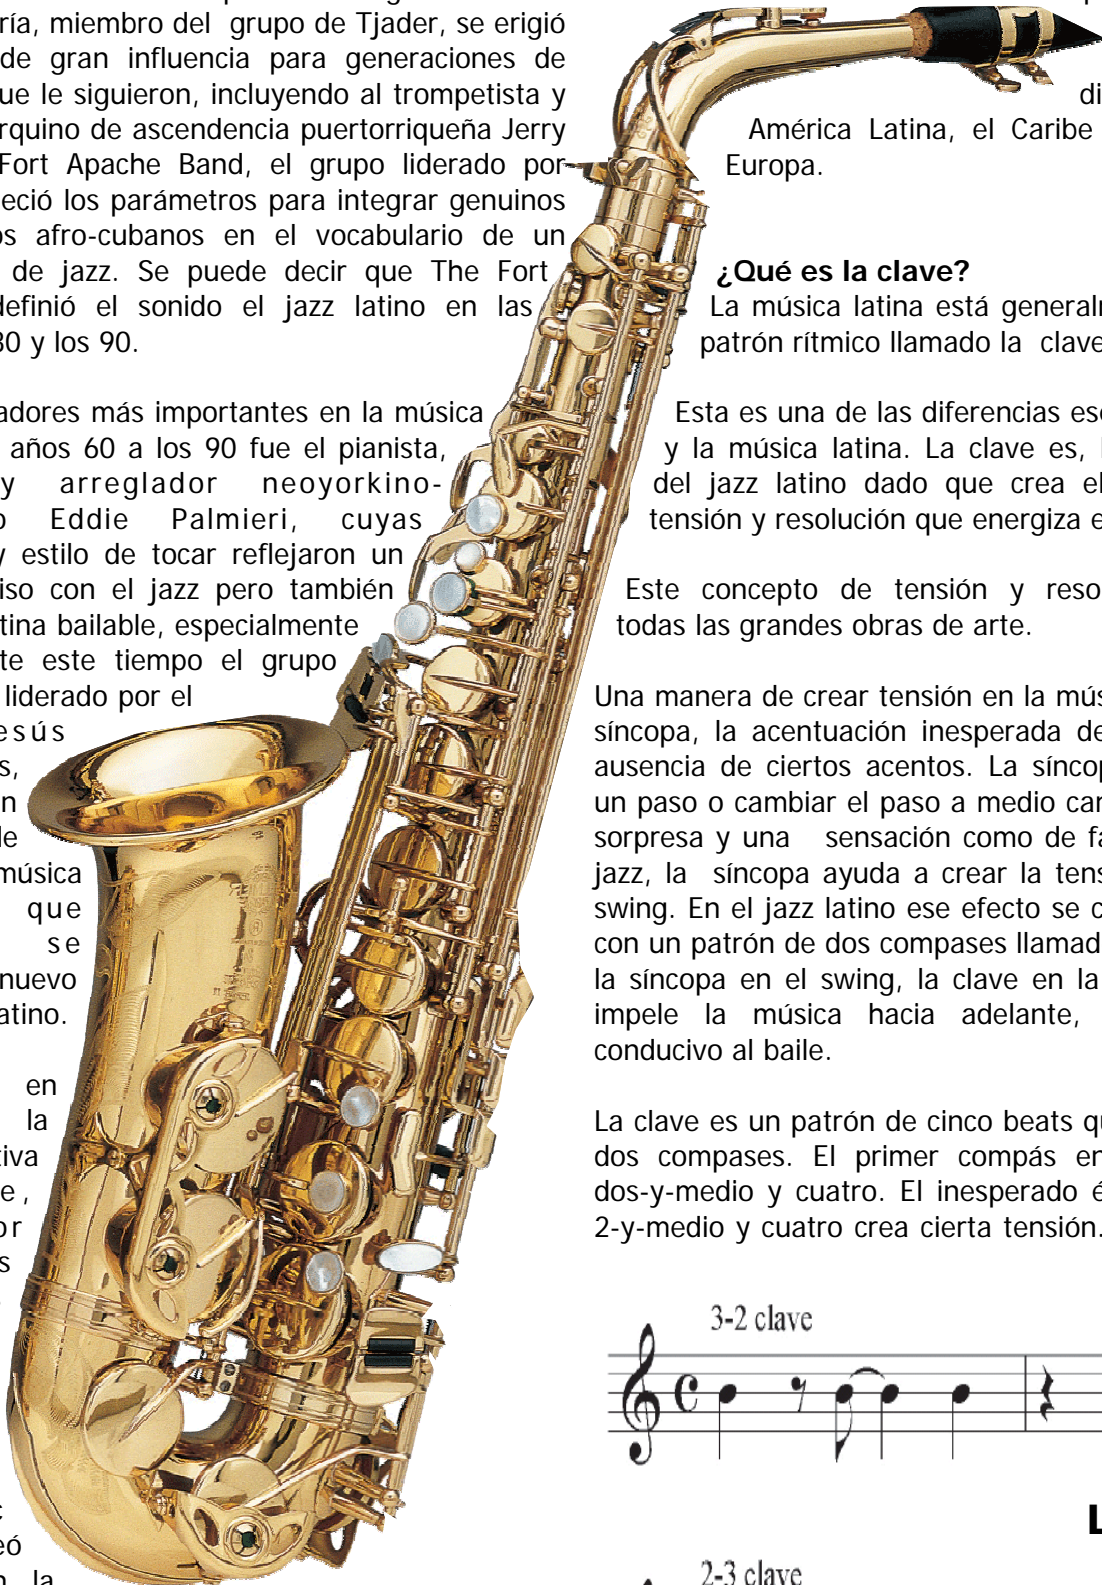 ría, miembro del grupo de Tjader, se erigió
de gran influencia para generaciones de
ue le siguieron, incluyendo al trompetista y
rquino de ascendencia puertorriqueña Jerry
Fort Apache Band, el grupo liderado por
eció los parámetros para integrar genuinos
os afro-cubanos en el vocabulario de un
de jazz. Se puede decir que The Fort
definió el sonido el jazz latino en las
80 y los 90.
adores más importantes en la música
años 60 a los 90 fue el pianista,
y arreglador neoyorkino-
o Eddie Palmieri, cuyas
y estilo de tocar reflejaron un
iso con el jazz pero también
tina bailable, especialmente
te este tiempo el grupo
liderado por el
esús
s,
n
de
música
que
se
nuevo
atino.
en
la
tiva
e,
or
s
eó
n la
di
América Latina, el Caribe
Europa.
¿Qué es la clave?
La música latina está generalm
patrón rítmico llamado la clave
Esta es una de las diferencias ese
y la música latina. La clave es,
del jazz latino dado que crea el
tensión y resolución que energiza e
Este concepto de tensión y reso
todas las grandes obras de arte.
Una manera de crear tensión en la mús
síncopa, la acentuación inesperada de
ausencia de ciertos acentos. La síncop
un paso o cambiar el paso a medio car
sorpresa y una sensación como de fa
jazz, la síncopa ayuda a crear la tens
swing. En el jazz latino ese efecto se c
con un patrón de dos compases llamad
la síncopa en el swing, la clave en la
impele la música hacia adelante,
conducivo al baile.
La clave es un patrón de cinco beats qu
dos compases. El primer compás en
dos-y-medio y cuatro. El inesperado é
2-y-medio y cuatro crea cierta tensión.
3-2 clave
L
2-3 clave